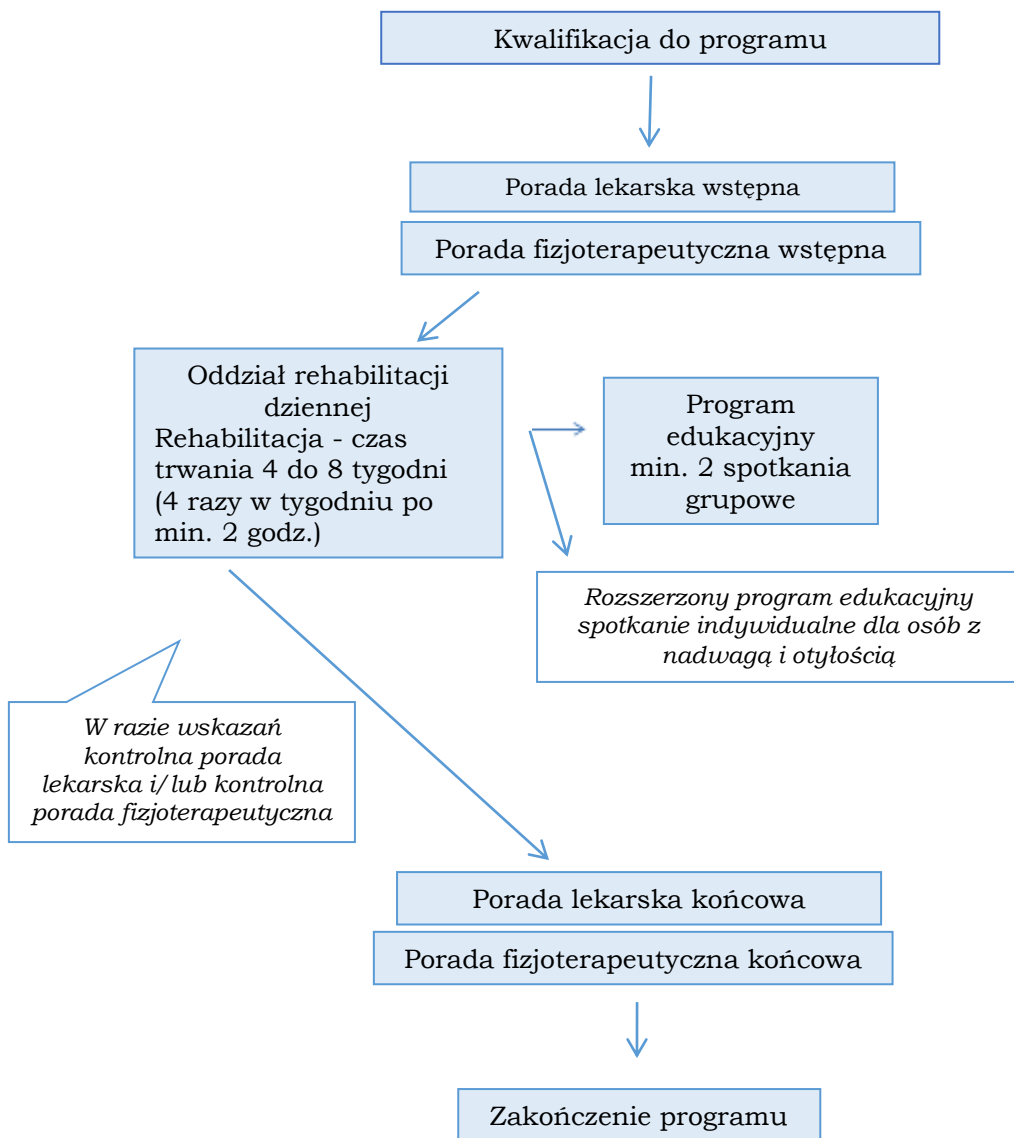 Kwalifikacja do programu
Porada lekarska wstępna
Porada fizjoterapeutyczna wstępna
Oddział rehabilitacji
dziennej
Rehabilitacja - czas
trwania 4 do 8 tygodni
(4 razy w tygodniu po
min. 2 godz.)
Program
edukacyjny
min. 2 spotkania
grupowe
Rozszerzony program edukacyjny
spotkanie indywidualne dla osób z
nadwagą i otyłością
W razie wskazań
kontrolna porada
lekarska i/lub kontrolna
porada fizjoterapeutyczna
Porada lekarska końcowa
Porada fizjoterapeutyczna końcowa
Zakończenie programu